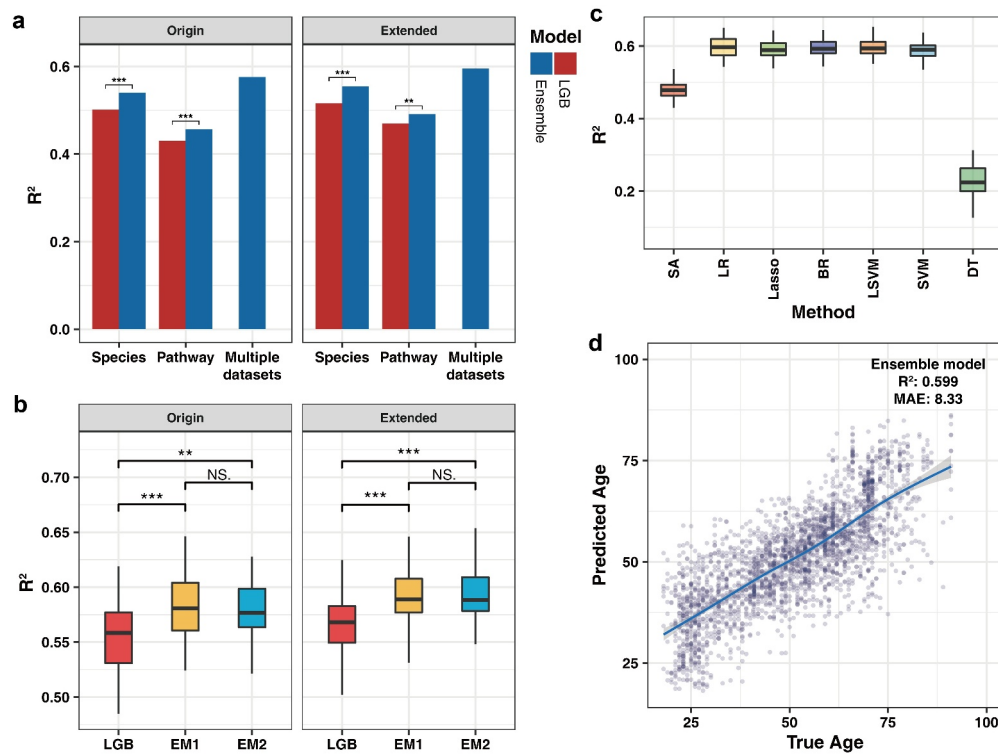 a
Origin
Extended
R²
0.6
0.4
0.2
0.0
***
***
***
**
Species
Pathway
Multiple
datasets
Species
Pathway
Multiple
datasets
Model
LGB
Ensemble
b
Origin
Extended
R²
0.70
0.65
0.60
0.55
0.50
**
NS.
***
***
NS.
***
LGB
EM1
EM2
LGB
EM1
EM2
c
R²
0.6
0.4
0.2
SA
LR
Lasso
BR
LSVM
SVM
DT
Method
d
Ensemble model
R²: 0.599
MAE: 8.33
Predicted Age
100
75
50
25
25
50
75
100
True Age